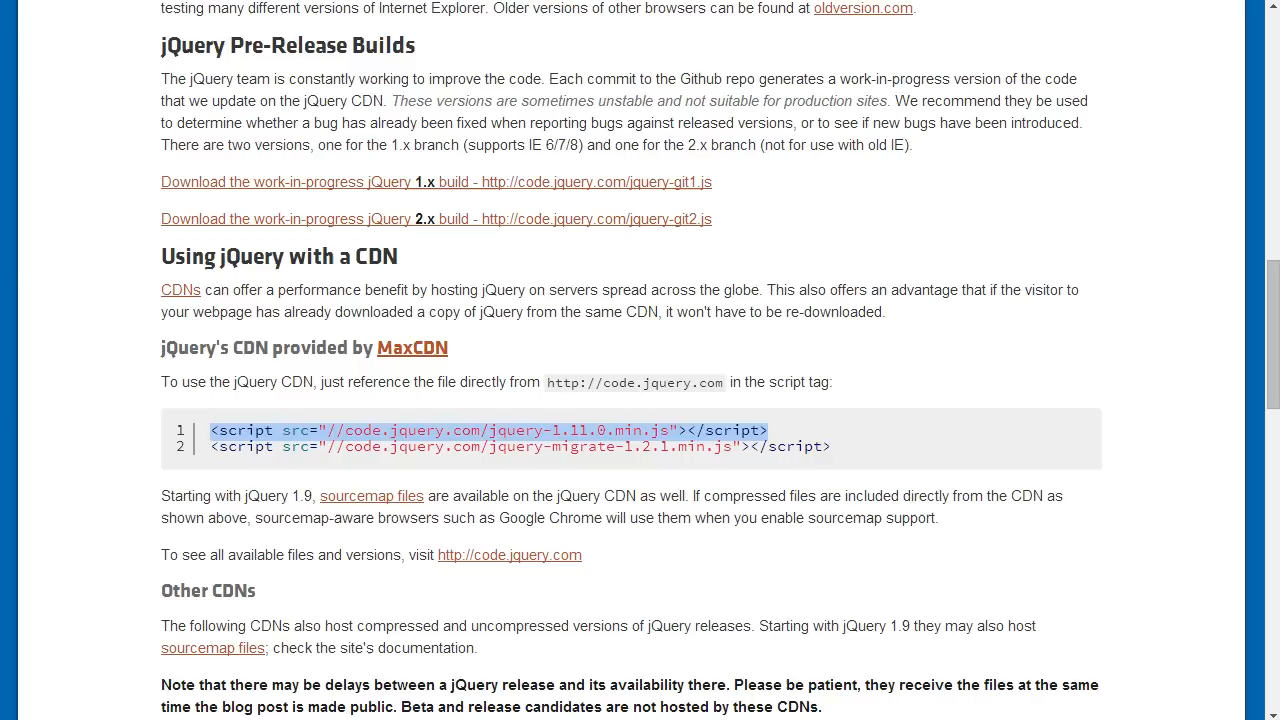 testing many different versions of Internet Explorer. Older versions of other browsers can be found at oldversion.com.
jQuery Pre-Release Builds
The jQuery team is constantly working to improve the code. Each commit to the Github repo generates a work-in-progress version of the code
that we update on the jQuery CDN. These versions are sometimes unstable and not suitable for production sites. We recommend they be used
to determine whether a bug has already been fixed when reporting bugs against released versions, or to see if new bugs have been introduced.
There are two versions, one for the 1.x branch (supports IE 6/7/8) and one for the 2.x branch (not for use with old IE).
Download the work-in-progress jQuery 1.x build - http://code.jquery.com/jquery-git1.js
Download the work-in-progress jQuery 2.x build - http://code.jquery.com/jquery-git2.js
Using jQuery with a CDN
CDNs can offer a performance benefit by hosting jQuery on servers spread across the globe. This also offers an advantage that if the visitor to
your webpage has already downloaded a copy of jQuery from the same CDN, it won't have to be re-downloaded.
jQuery's CDN provided by MaxCDN
To use the jQuery CDN, just reference the file directly from http://code.jquery.com in the script tag:
1 <script src="//code.jquery.com/jquery-1.11.0.min.js"></script>
2 <script src="//code.jquery.com/jquery-migrate-1.2.1.min.js"></script>
Starting with jQuery 1.9, sourcemap files are available on the jQuery CDN as well. If compressed files are included directly from the CDN as
shown above, sourcemap-aware browsers such as Google Chrome will use them when you enable sourcemap support.
To see all available files and versions, visit http://code.jquery.com
Other CDNs
The following CDNs also host compressed and uncompressed versions of jQuery releases. Starting with jQuery 1.9 they may also host
sourcemap files; check the site's documentation.
Note that there may be delays between a jQuery release and its availability there. Please be patient, they receive the files at the same
time the blog post is made public. Beta and release candidates are not hosted by these CDNs.